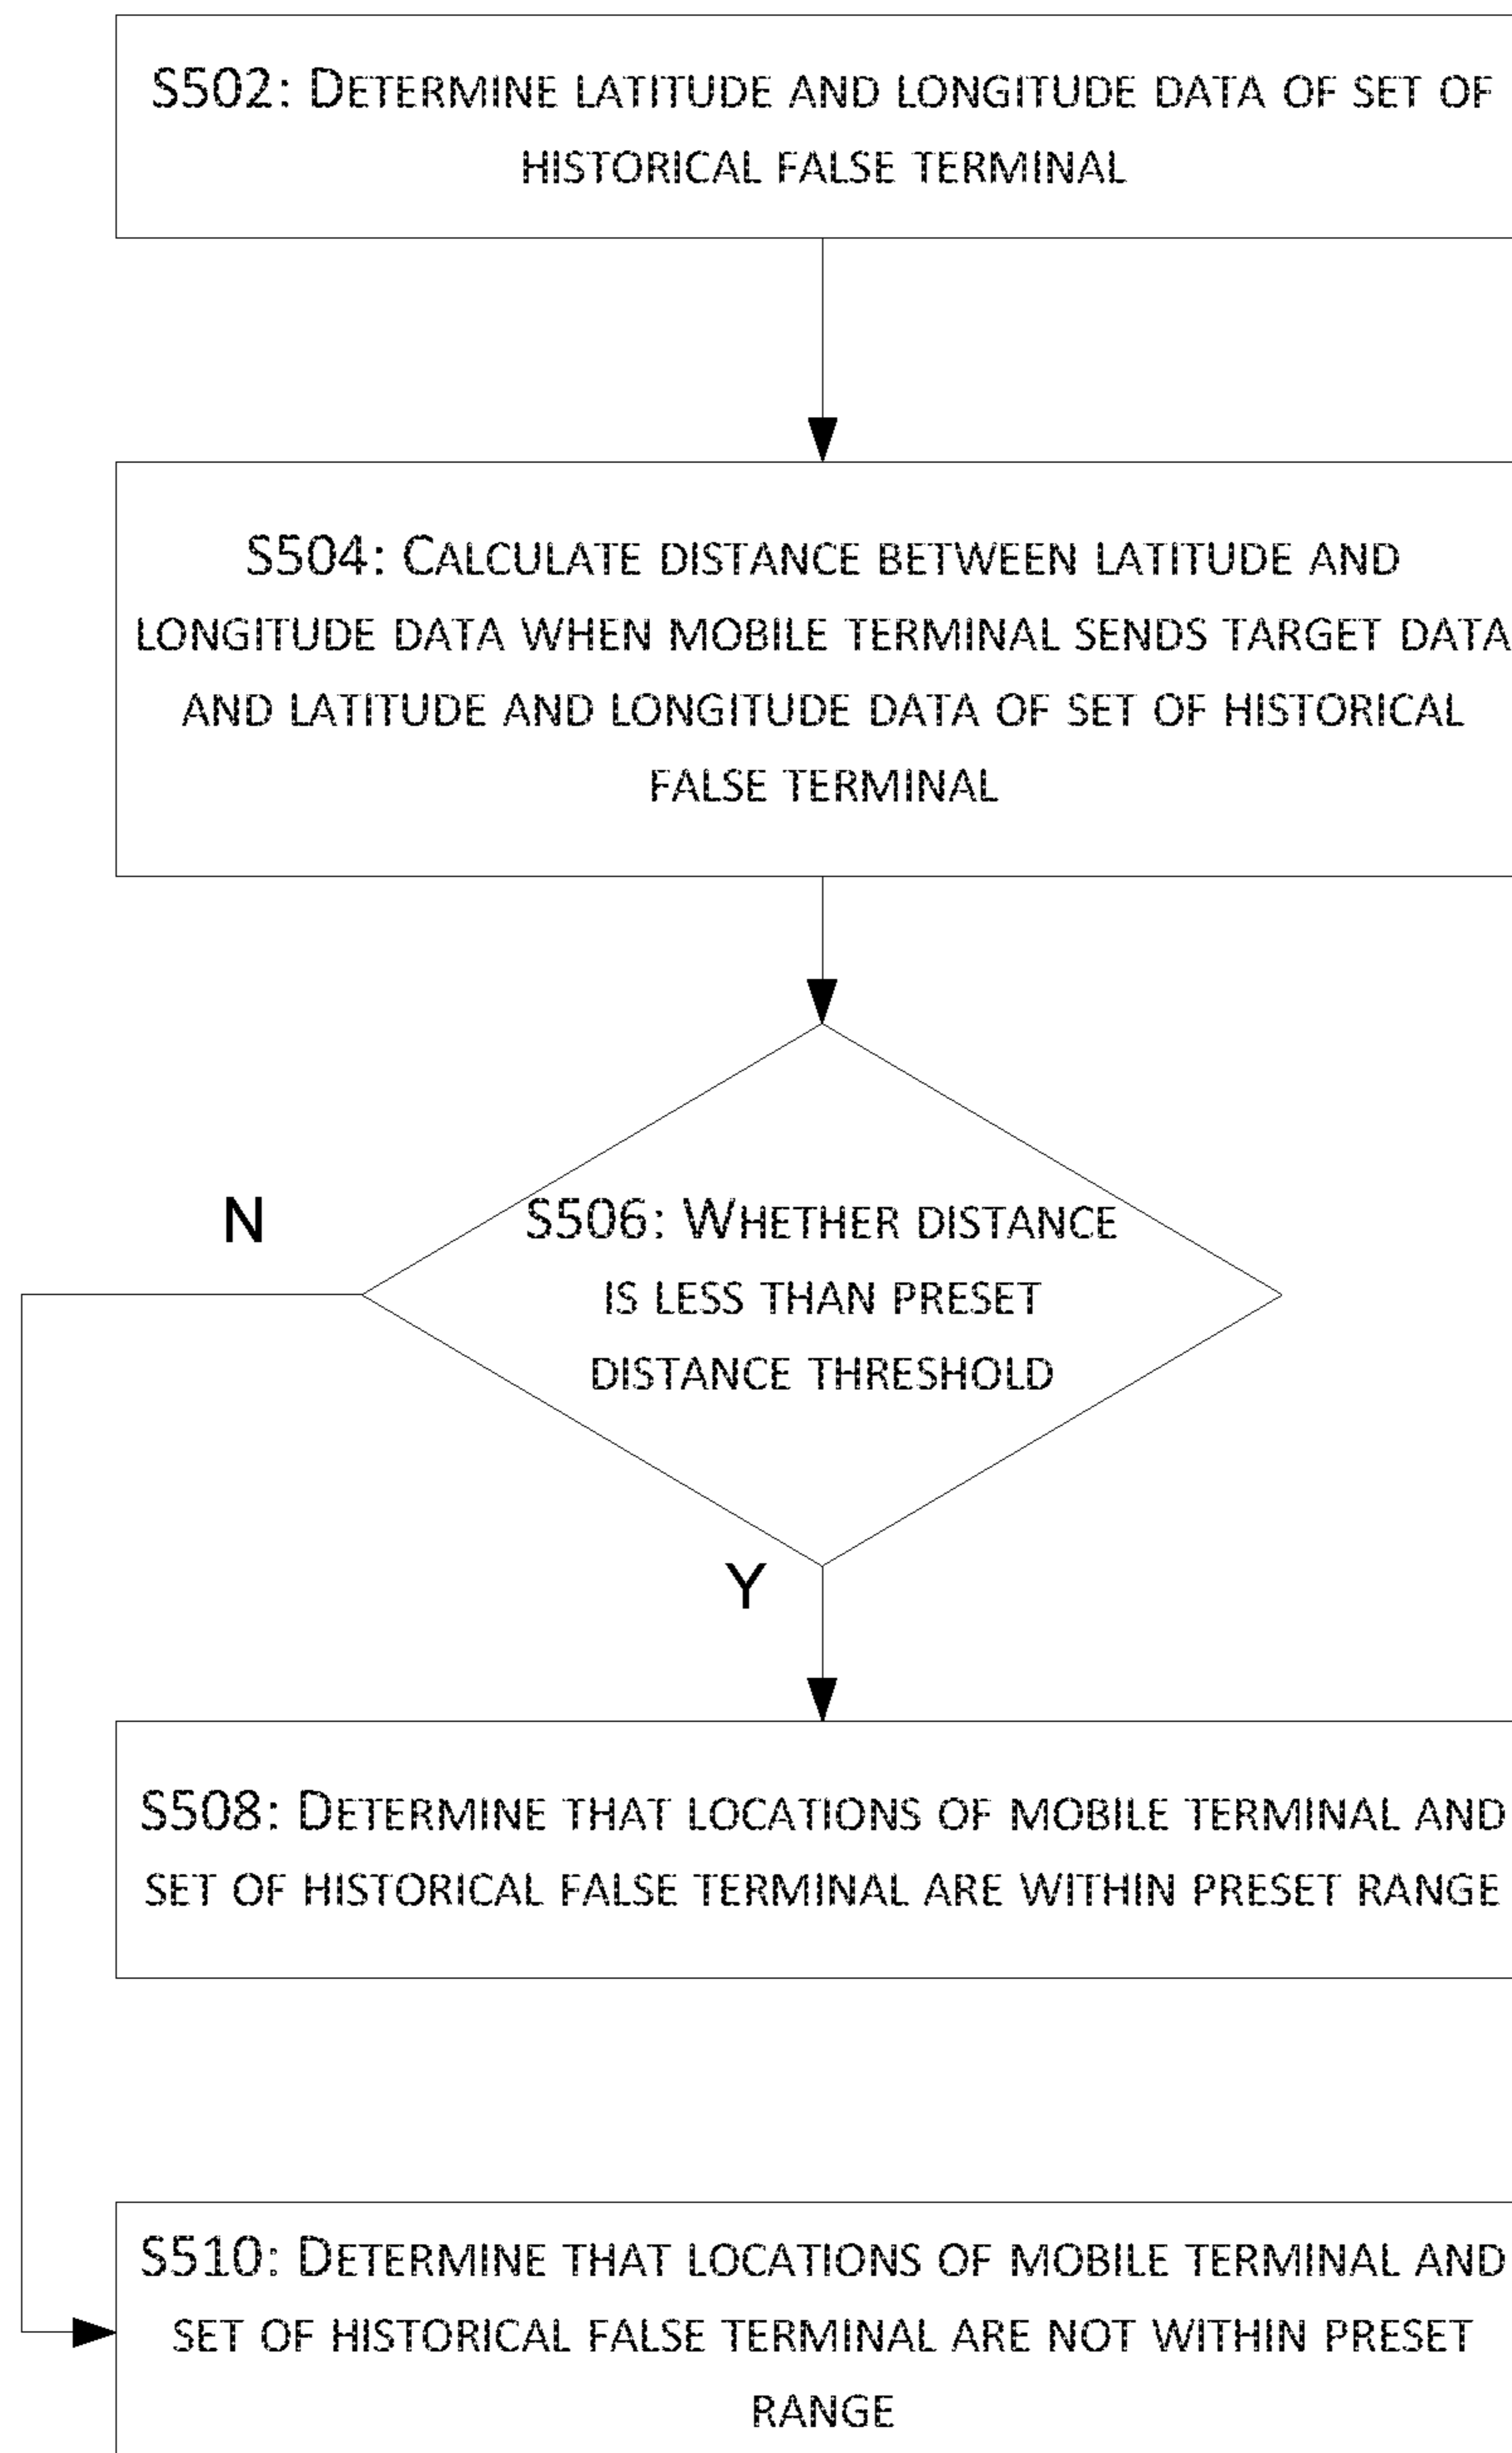 S502: DETERMINE LATITUDE AND LONGITUDE DATA OF SET OF
HISTORICAL FALSE TERMINAL
S504: CALCULATE DISTANCE BETWEEN LATITUDE AND
LONGITUDE DATA WHEN MOBILE TERMINAL SENDS TARGET DATA
AND LATITUDE AND LONGITUDE DATA OF SET OF HISTORICAL
FALSE TERMINAL
N
S506: WHETHER DISTANCE
IS LESS THAN PRESET
DISTANCE THRESHOLD
Y
S508: DETERMINE THAT LOCATIONS OF MOBILE TERMINAL AND
SET OF HISTORICAL FALSE TERMINAL ARE WITHIN PRESET RANGE
S510: DETERMINE THAT LOCATIONS OF MOBILE TERMINAL AND
SET OF HISTORICAL FALSE TERMINAL ARE NOT WITHIN PRESET
RANGE